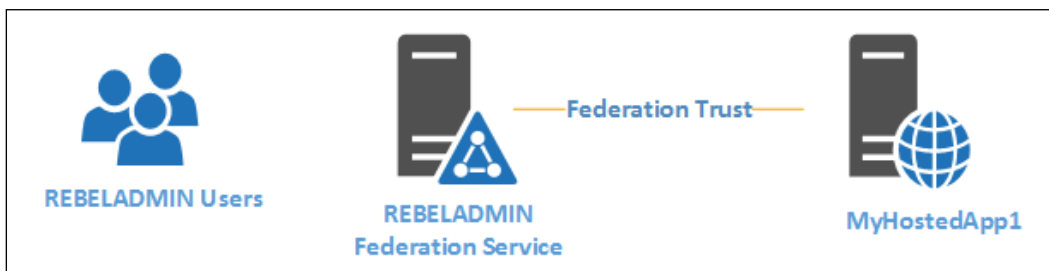 Federation Trust
REBELADMIN Users
REBELADMIN
Federation Service
MyHostedApp1